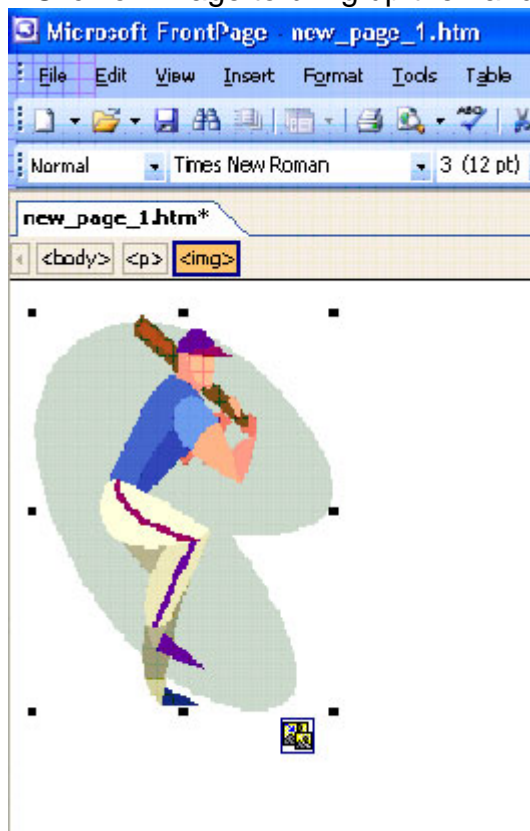 Microsoft FrontPage - new_page_1.htm
File Edit View Insert Format Tools Table
Normal Times New Roman 3 (12 pt)
new_page_1.htm*
<body> <p> <img>